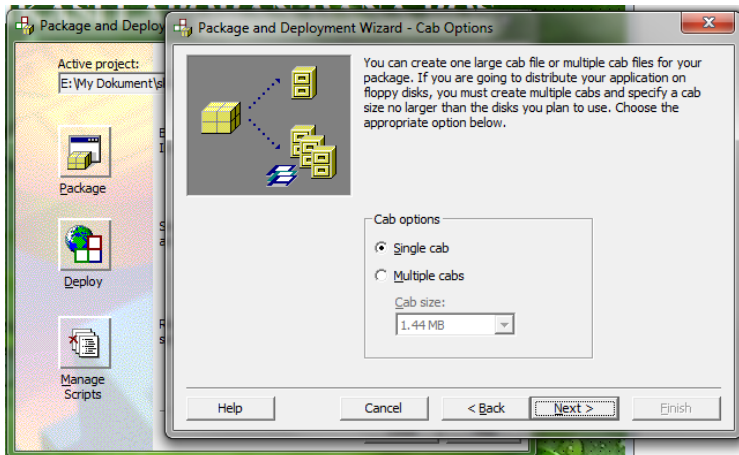 Package and Deploy
Active project:
E:\My Dokument\sl
Package
Deploy
Manage
Scripts
Package and Deployment Wizard - Cab Options
You can create one large cab file or multiple cab files for your
package. If you are going to distribute your application on
floppy disks, you must create multiple cabs and specify a cab
size no larger than the disks you plan to use. Choose the
appropriate option below.
Cab options
Single cab
Multiple cabs
Cab size:
1.44 MB
Help
Cancel
< Back
Next >
Finish